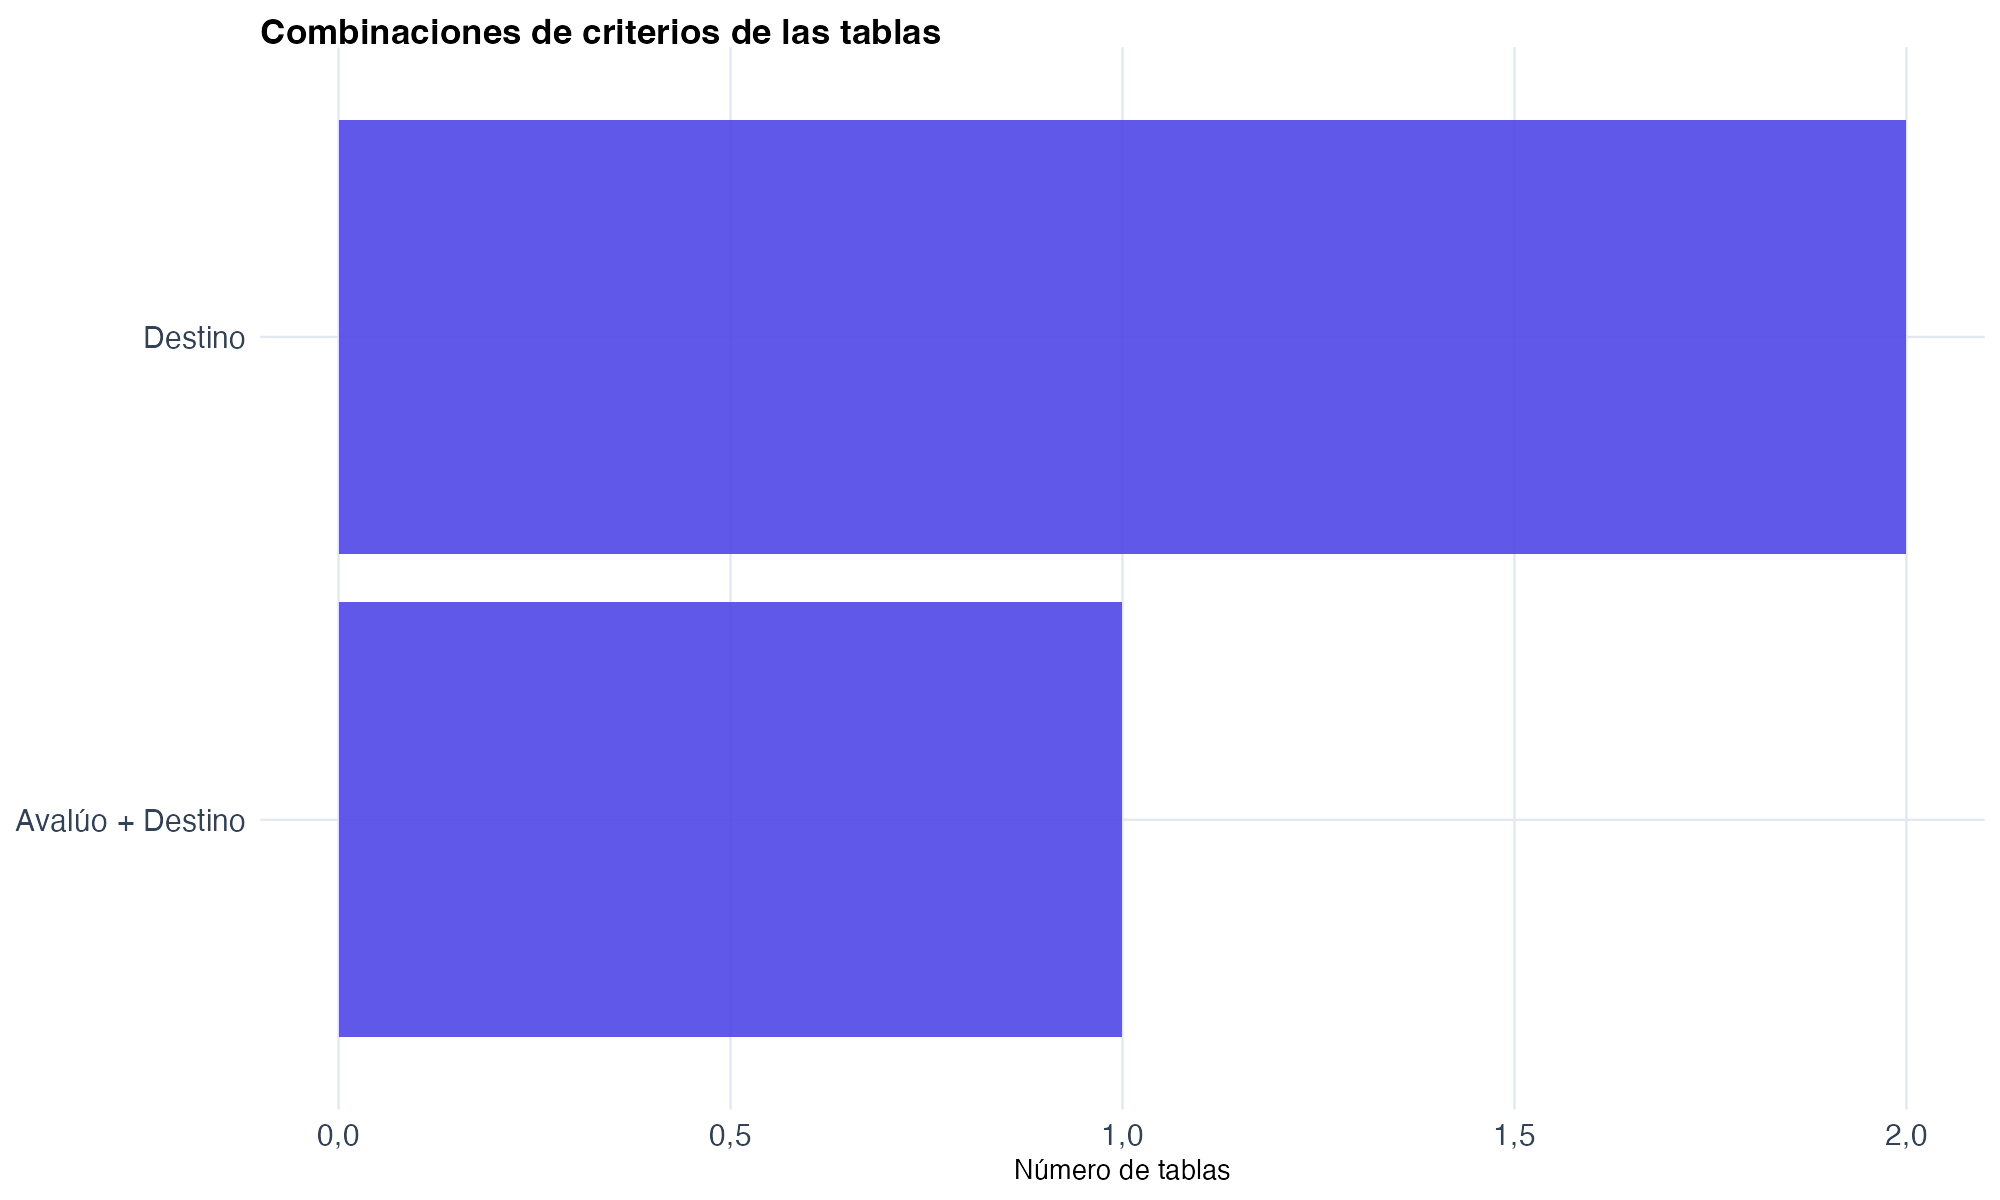 Combinaciones de criterios de las tablas
Destino
Avalúo + Destino
0,0
0,5
1,0
1,5
2,0
Número de tablas